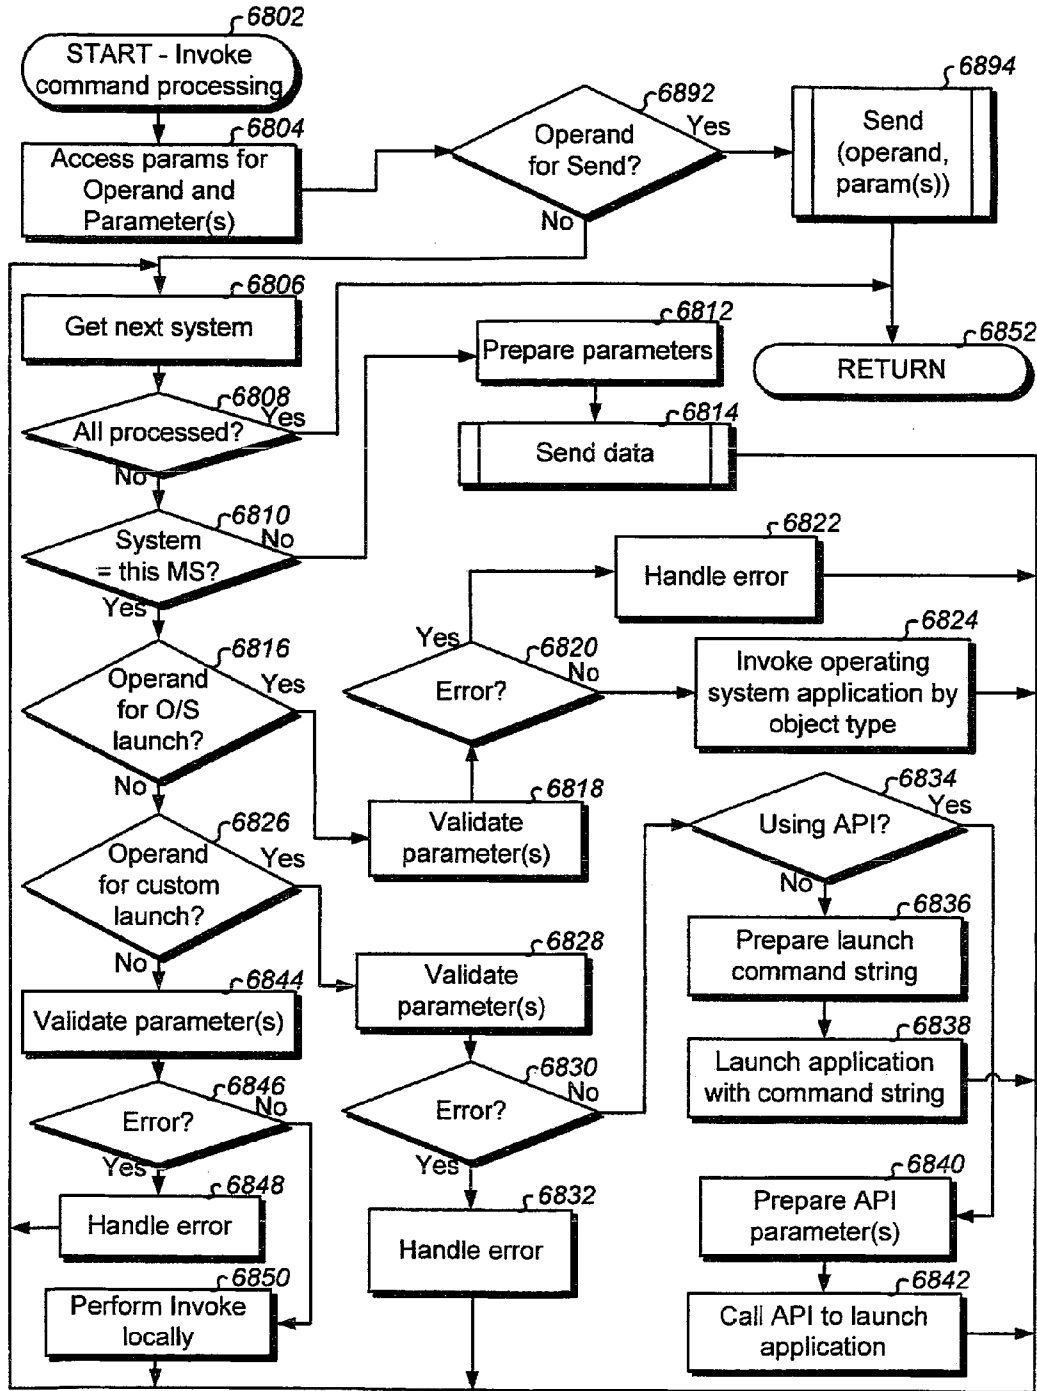 6802
START - Invoke
command processing
6804
Access params for
Operand and
Parameter(s)
6892
Operand
for Send?
Yes
No
6894
Send
(operand,
param(s))
6806
Get next system
6812
Prepare parameters
6852
RETURN
6808
All processed?
Yes
No
6814
Send data
6810
System
= this MS?
No
Yes
6822
Handle error
6816
Operand
for O/S
launch?
Yes
No
6820
Error?
Yes
No
6824
Invoke operating
system application by
object type
6818
Validate
parameter(s)
6834
Using API?
Yes
No
6826
Operand
for custom
launch?
Yes
No
6836
Prepare launch
command string
6828
Validate
parameter(s)
6844
Validate parameter(s)
6838
Launch application
with command string
6830
Error?
No
Yes
6846
Error?
No
Yes
6840
Prepare API
parameter(s)
6848
Handle error
6832
Handle error
6850
Perform Invoke
locally
6842
Call API to launch
application